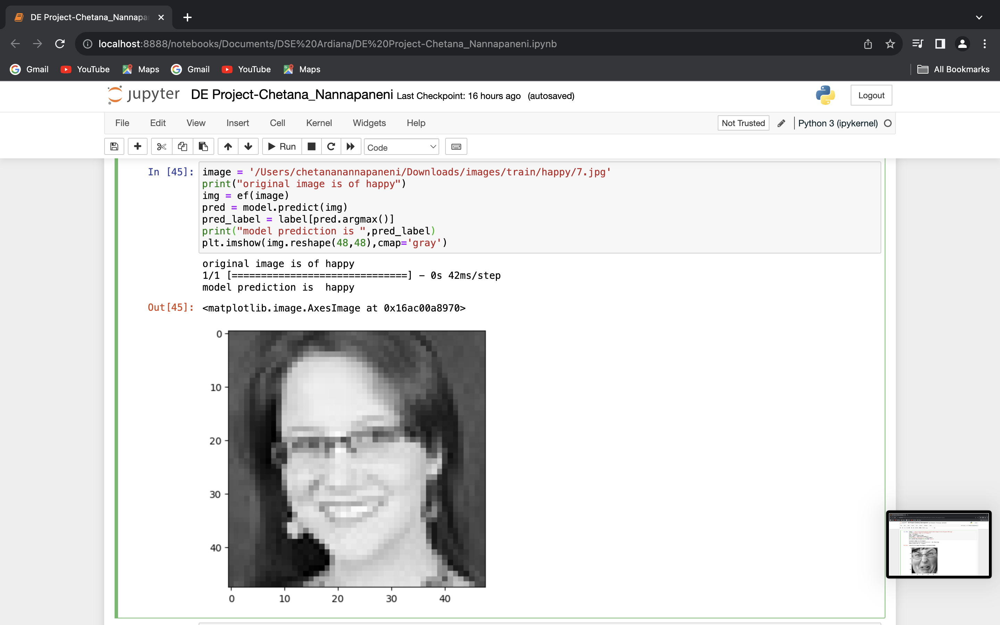 DE Project-Chetana_Nannapa
localhost:8888/notebooks/Documents/DSE%20Ardiana/DE%20Project-Chetana_Nannapaneni.ipynb
Gmail YouTube Maps Gmail YouTube Maps All Bookmarks
jupyter DE Project-Chetana_Nannapaneni Last Checkpoint: 16 hours ago (autosaved) Logout
File Edit View Insert Cell Kernel Widgets Help Not Trusted Python 3 (ipykernel)
Run Code
In [45]: image = '/Users/chetananannapaneni/Downloads/images/train/happy/7.jpg'
print("original image is of happy")
img = ef(image)
pred = model.predict(img)
pred_label = label[pred.argmax()]
print("model prediction is ",pred_label)
plt.imshow(img.reshape(48,48),cmap='gray')
original image is of happy
1/1 [==============================] - 0s 42ms/step
model prediction is  happy
Out[45]: <matplotlib.image.AxesImage at 0x16ac00a8970>
0
10
20
30
40
0 10 20 30 40